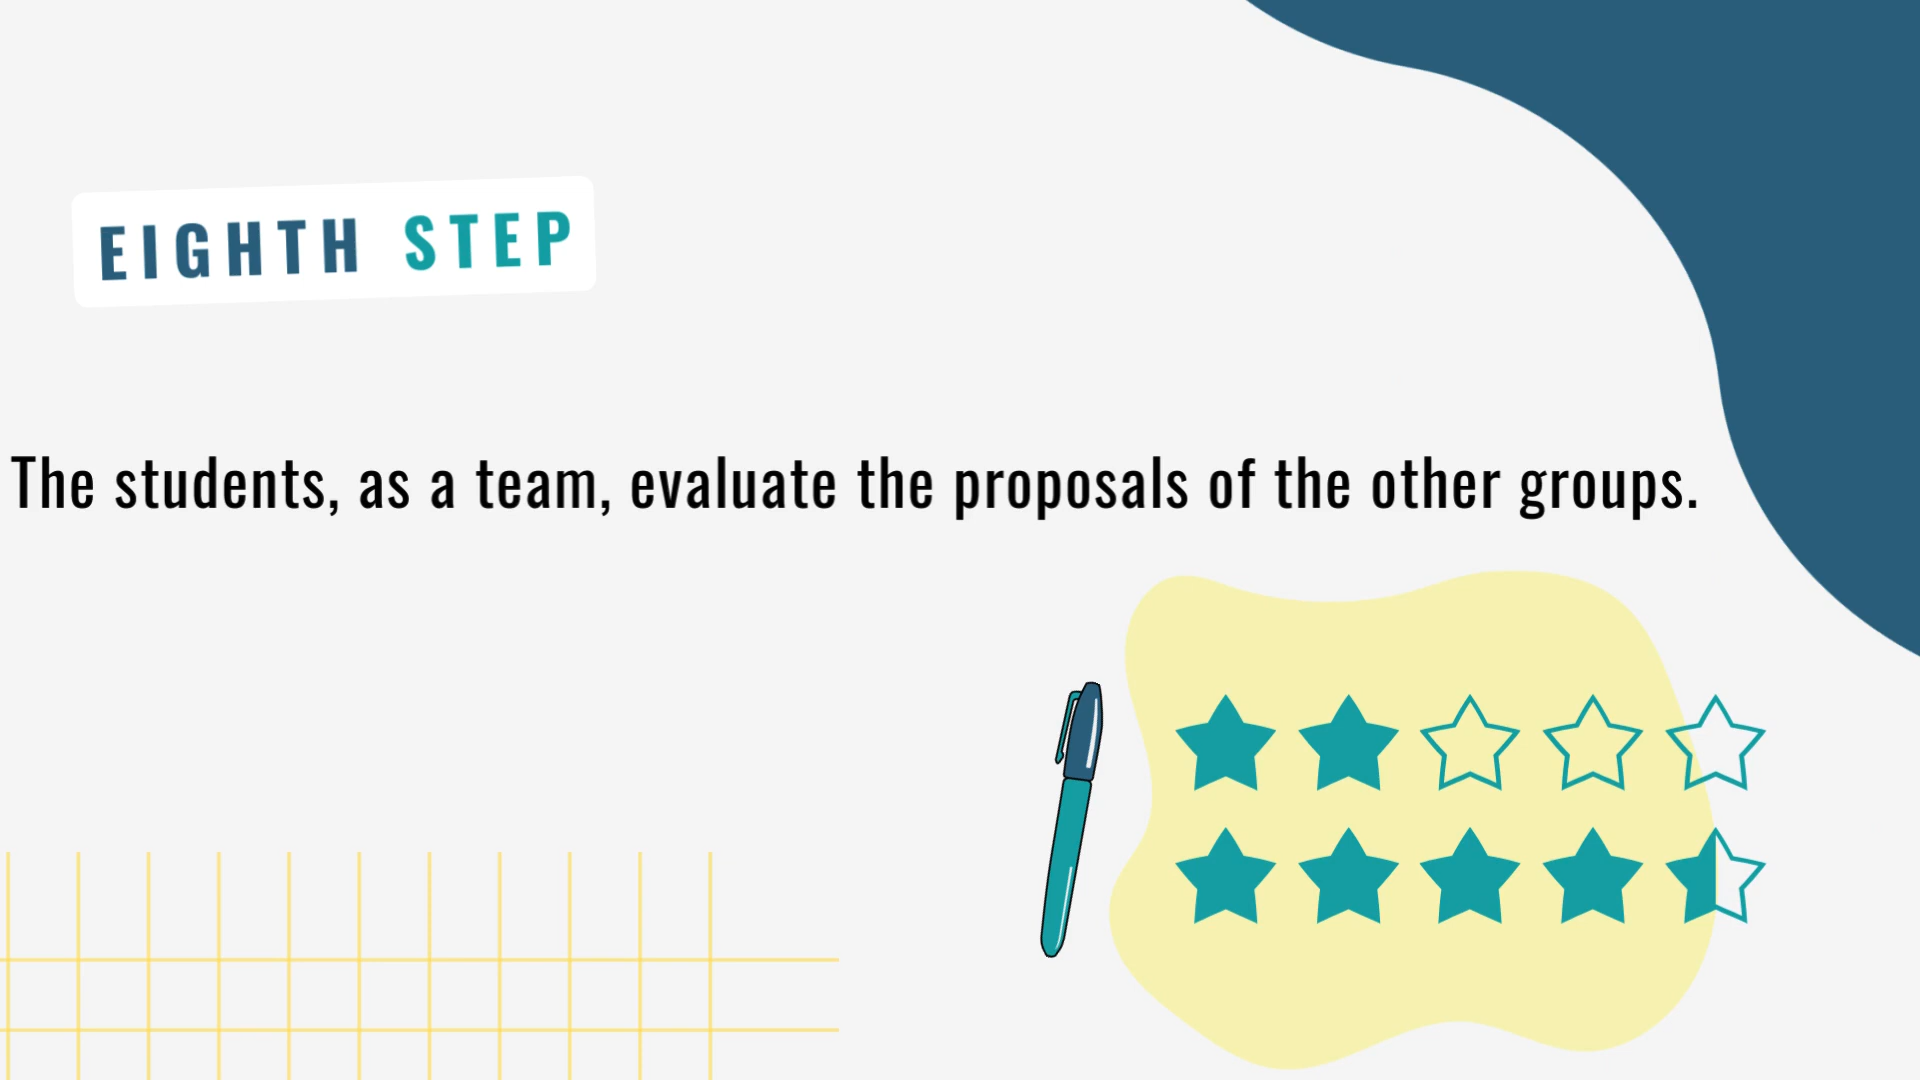 EIGHTH STEP
The students, as a team, evaluate the proposals of the other groups.